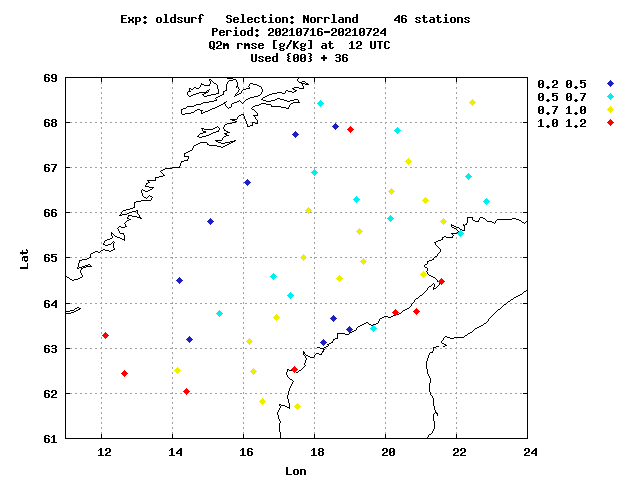 Exp: oldsurf Selection: Norrland 46 stations
Period: 20210716-20210724
Q2m rmse [g/Kg] at 12 UTC
Used {00} + 36
69
68
67
66
65
64
63
62
61
Lat
12 14 16 18 20 22 24
Lon
0.2 0.5
0.5 0.7
0.7 1.0
1.0 1.2